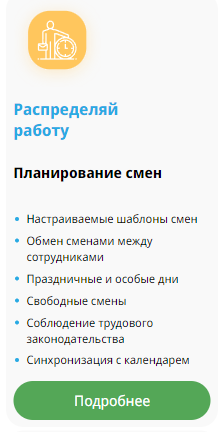 Распределяй
работу
Планирование смен
Настраиваемые шаблоны смен
Обмен сменами между
сотрудниками
Праздничные и особые дни
Свободные смены
Соблюдение трудового
законодательства
Синхронизация с календарем
Подробнее